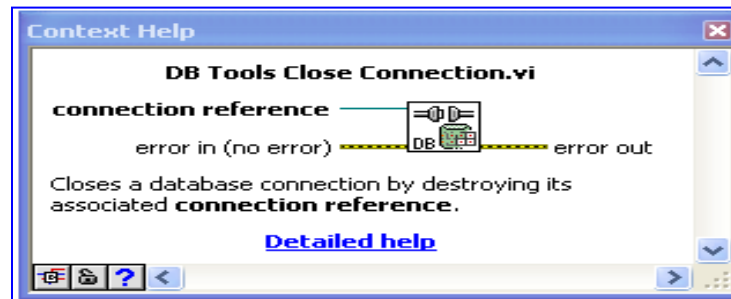 Context Help
DB Tools Close Connection.vi
connection reference
DB
error in (no error)
error out
Closes a database connection by destroying its
associated connection reference.
Detailed help
?